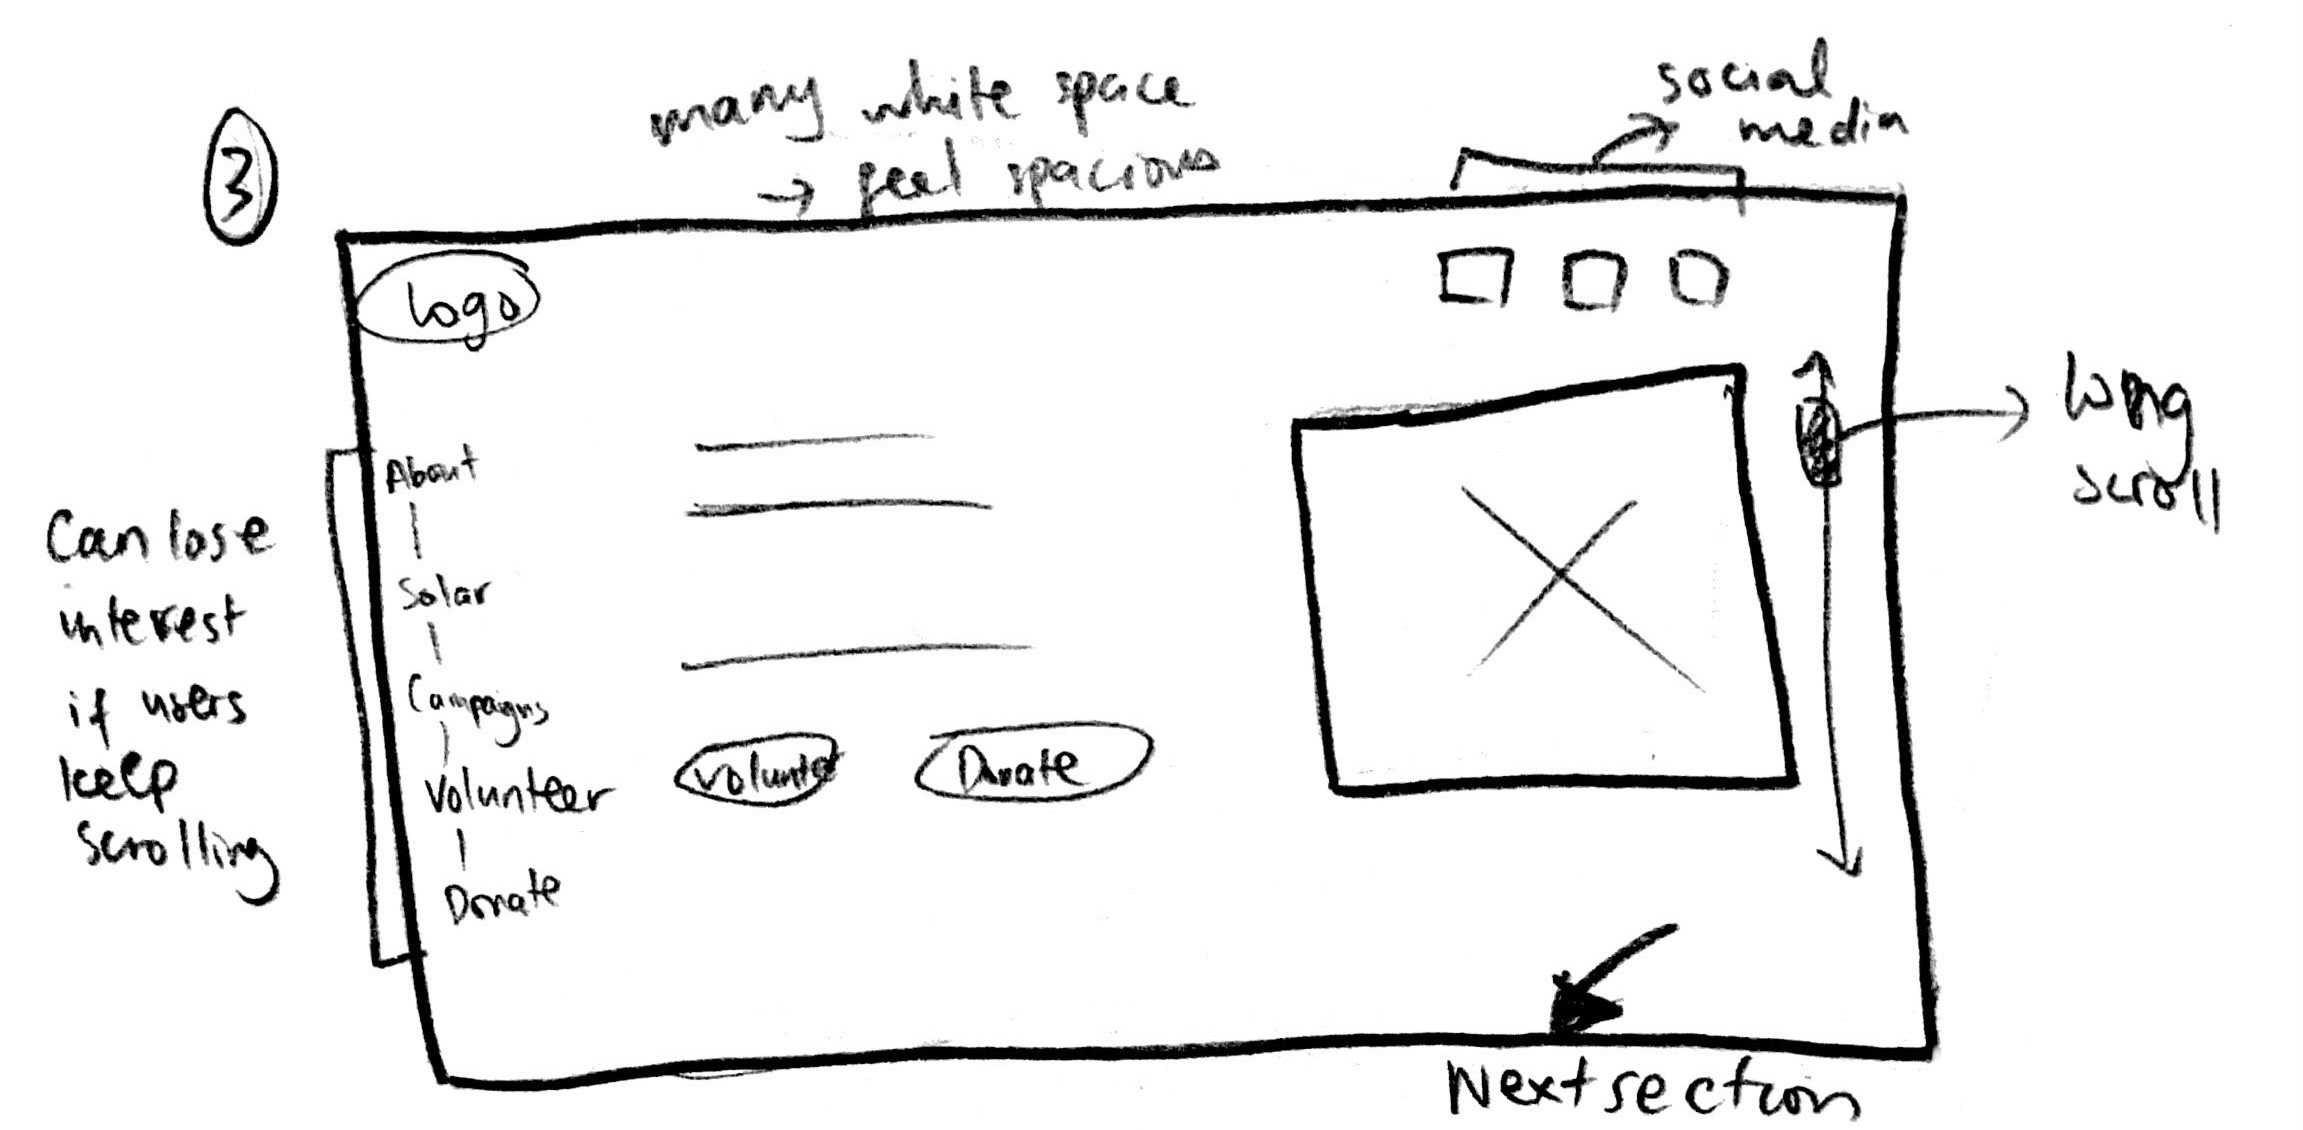 3
many white space
→ feel spacious
social
media
Logo
Long
scroll
About
Solar
Campaigns
Volunteer
Donate
Can lose
interest
if users
keep
scrolling
Volunte
Donate
Next section